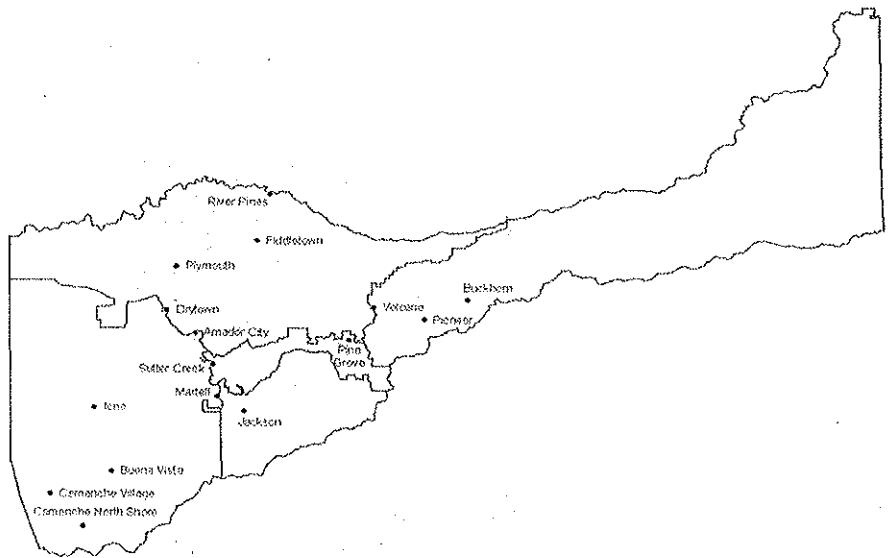 River Pines
Fiddletown
Plymouth
Buckhorn
Volcano
Drytown
Pioneer
Amador City
Pine
Grove
Sutter Creek
Martell
Ione
Jackson
Buena Vista
Camanche Village
Camanche North Shore